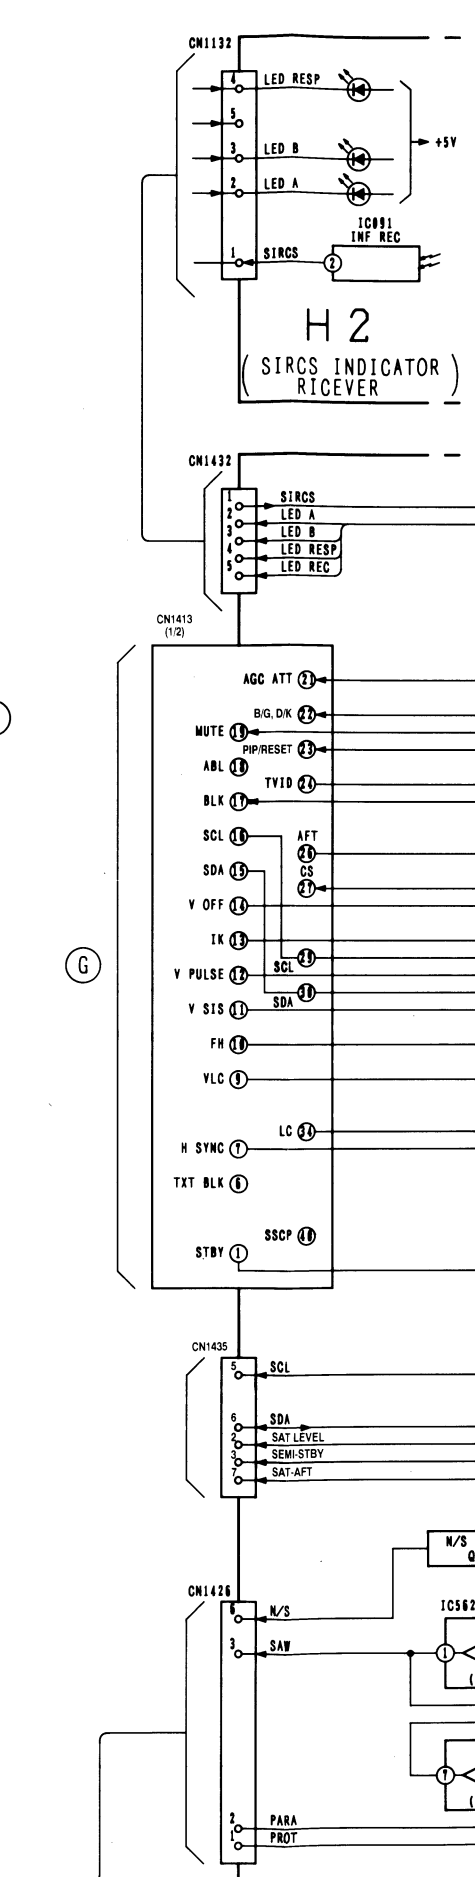 CN1132
4 LED RESP
5
+5V
3 LED B
2 LED A
IC091
INF REC
1 SIRCS 2
H2
(SIRCS INDICATOR
RICEVER)
CN1432
1 SIRCS
2 LED A
3 LED B
4 LED RESP
5 LED REC
CN1413
(1/2)
AGC ATT 21
B/G, D/K 22
MUTE 19
PIP/RESET 23
ABL 18
TVID 24
BLK 17
SCL 16 AFT
26
SDA 15 CS
27
V OFF 14
IK 13
29
G
SCL
V PULSE 12
30
SDA
V SIS 11
FH 10
VLC 9
LC 34
H SYNC 7
TXT BLK 6
SSCP 40
STBY 1
CN1435
5 SCL
6 SDA
2 SAT LEVEL
3 SEMI-STBY
7 SAT-AFT
N/S
Q
CN1426
IC562
6 N/S
3 SAW
1
(
7
(
2 PARA
1 PROT